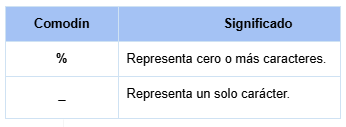 Comodín Significado
% Representa cero o más caracteres.
_ Representa un solo carácter.